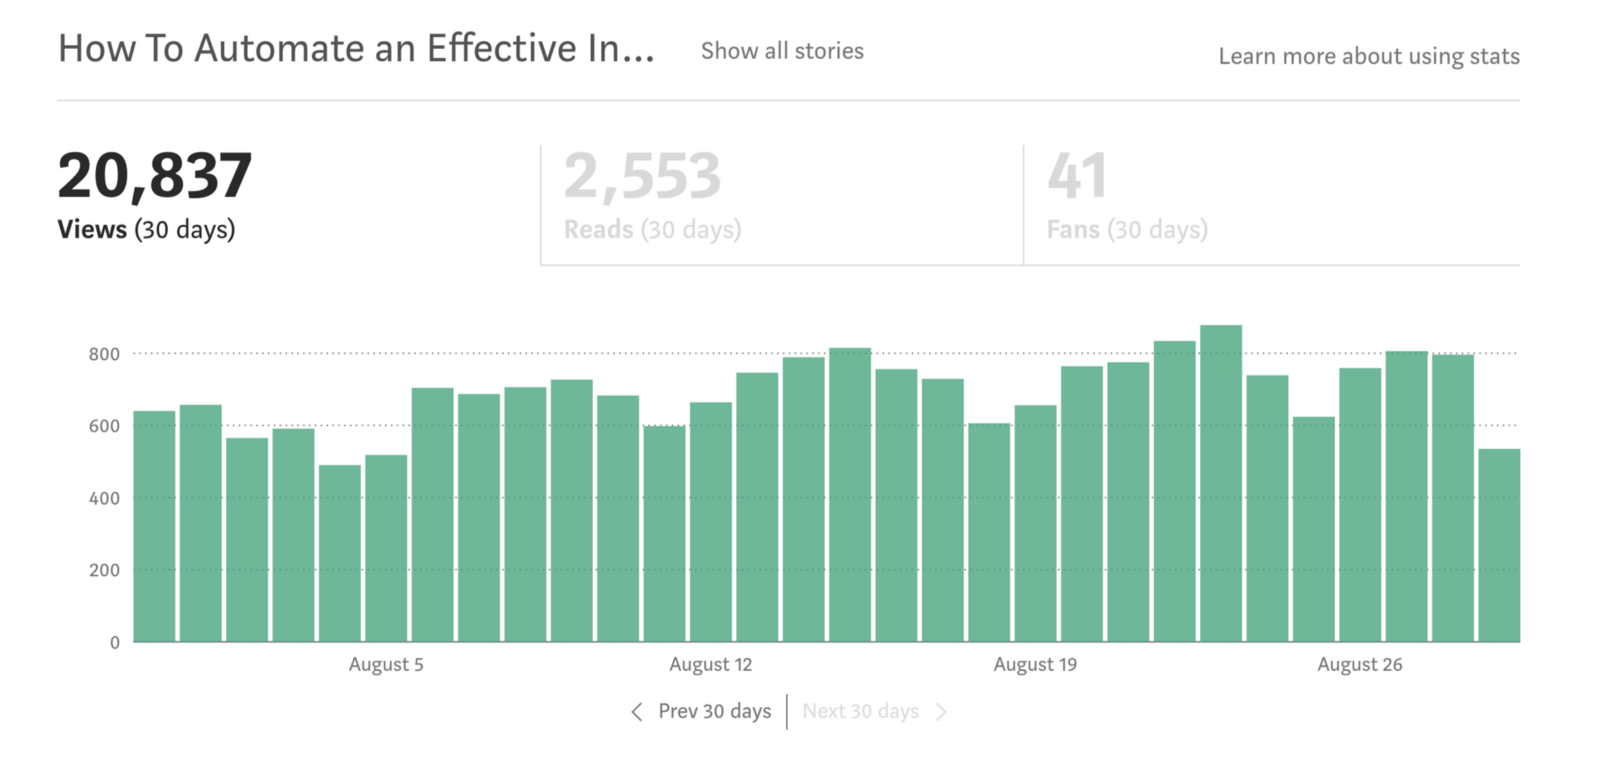 How To Automate an Effective In...
Show all stories
Learn more about using stats
20,837
Views (30 days)
2,553
Reads (30 days)
41
Fans (30 days)
800
600
400
200
0
August 5
August 12
August 19
August 26
Prev 30 days
Next 30 days